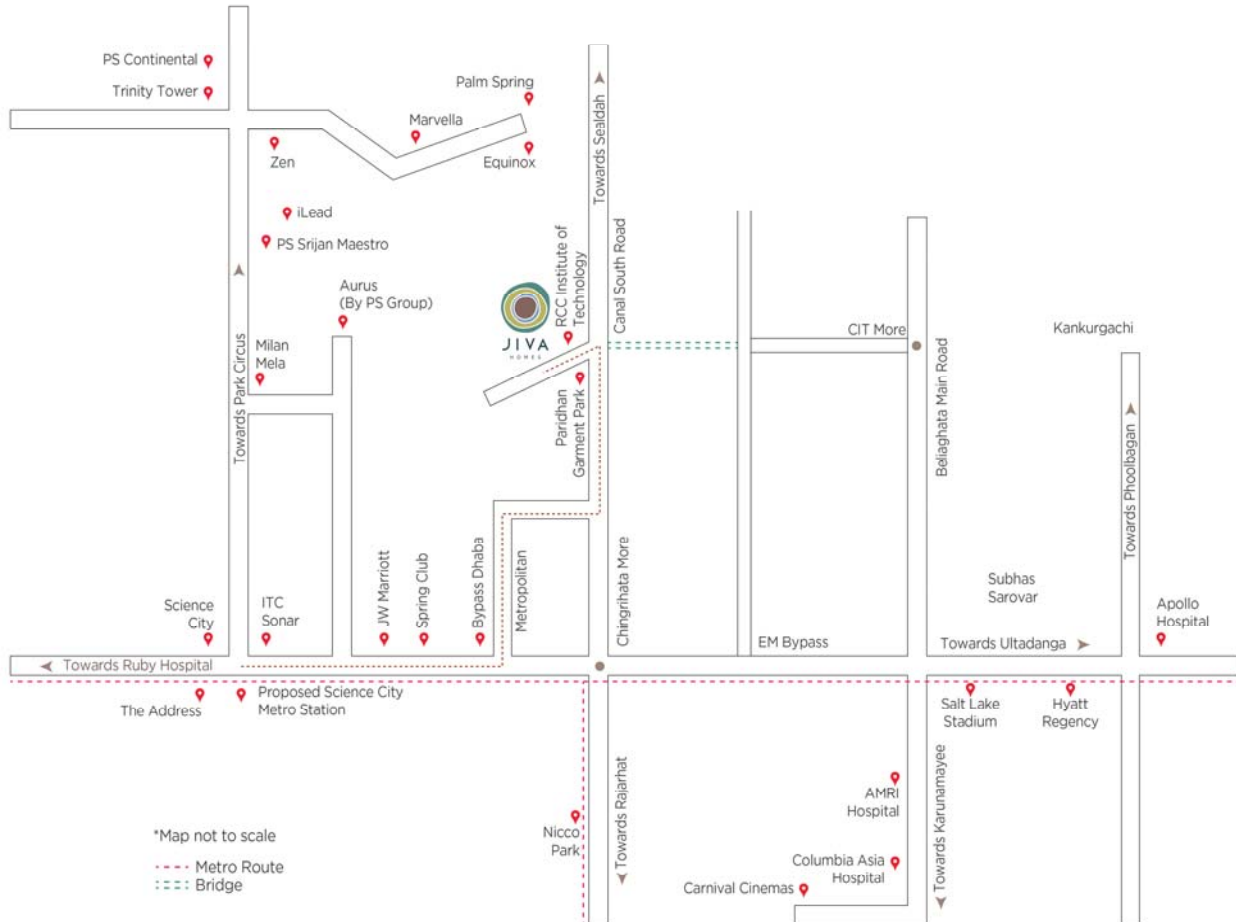 PS Continental
Trinity Tower
Palm Spring
Marvella
Zen
Equinox
Towards Sealdah
iLead
PS Srijan Maestro
Aurus
(By PS Group)
JIVA
HOMES
RCC Institute of
Technology
Canal South Road
CIT More
Kankurgachi
Milan
Mela
Towards Park Circus
Paridhan
Garment Park
Beliaghata Main Road
Towards Phoolbagan
Science
City
ITC
Sonar
JW Marriott
Spring Club
Bypass Dhaba
Metropolitan
Chingrihata More
Subhas
Sarovar
Apollo
Hospital
Towards Ruby Hospital
EM Bypass
Towards Ultadanga
The Address
Proposed Science City
Metro Station
Salt Lake
Stadium
Hyatt
Regency
Towards Rajarhat
AMRI
Hospital
Towards Karunamayee
Nicco
Park
Columbia Asia
Hospital
Carnival Cinemas
*Map not to scale
Metro Route
Bridge